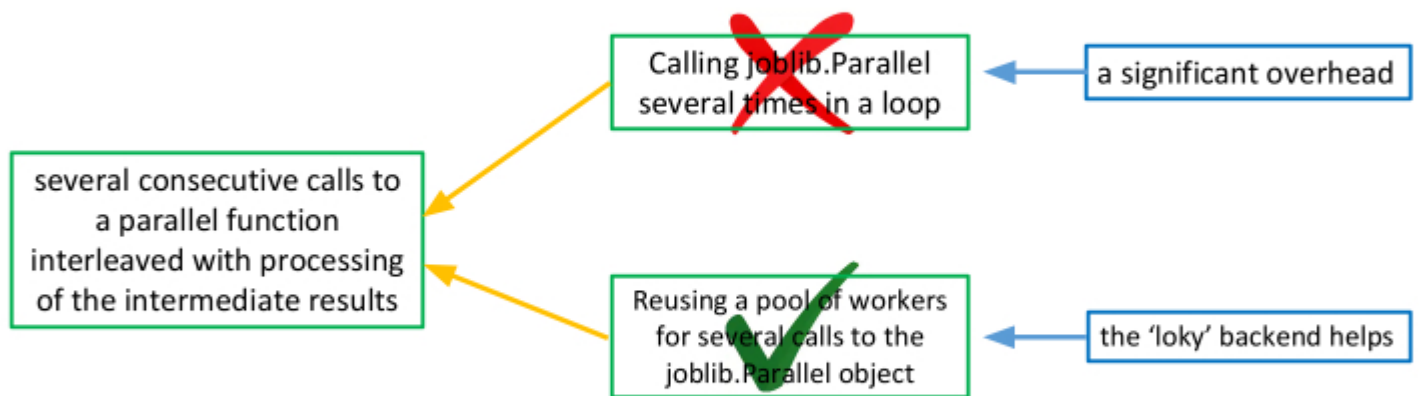 Calling joblib.Parallel
several times in a loop
a significant overhead
several consecutive calls to
a parallel function
interleaved with processing
of the intermediate results
Reusing a pool of workers
for several calls to the
joblib.Parallel object
the ‘loky’ backend helps